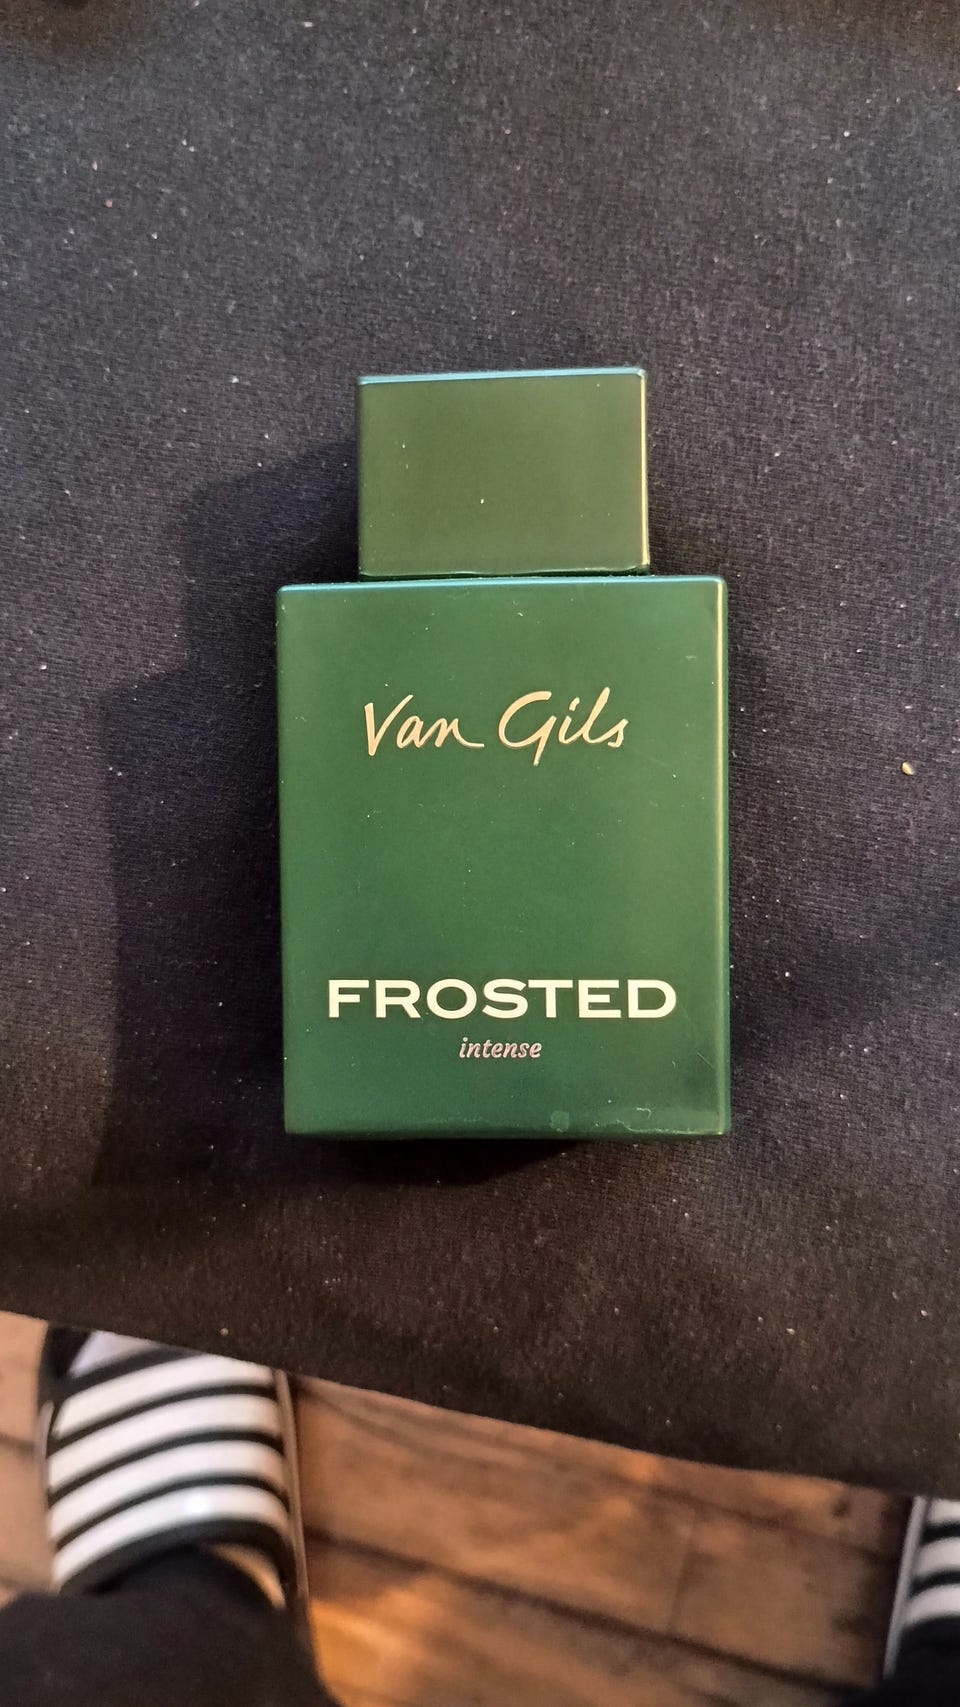 Van Gils
FROSTED
intense